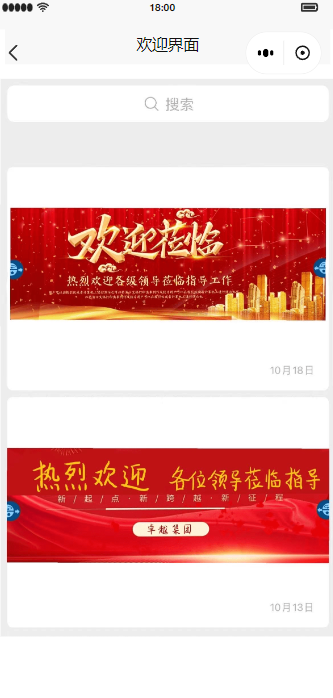 18:00
欢迎界面
搜索
欢迎莅临
热烈欢迎各级领导莅临指导工作
10月18日
热烈欢迎 各位领导莅临指导
新 / 起 / 点 · 新 / 跨 / 越 · 新 / 征 / 程
卓越集团
10月13日